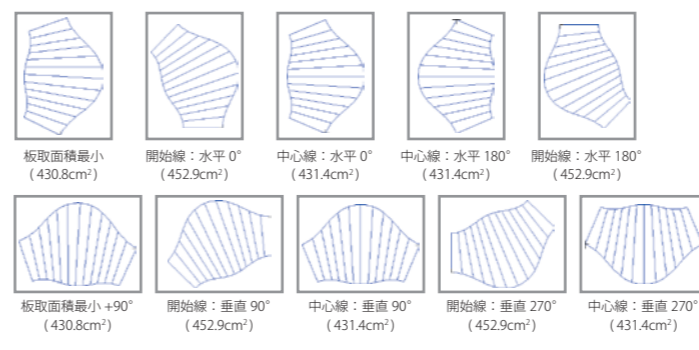 板取面積最小
(430.8cm²)
開始線：水平 0°
(452.9cm²)
中心線：水平 0°
(431.4cm²)
中心線：水平 180°
(431.4cm²)
開始線：水平 180°
(452.9cm²)
板取面積最小 +90°
(430.8cm²)
開始線：垂直 90°
(452.9cm²)
中心線：垂直 90°
(431.4cm²)
開始線：垂直 270°
(452.9cm²)
中心線：垂直 270°
(431.4cm²)